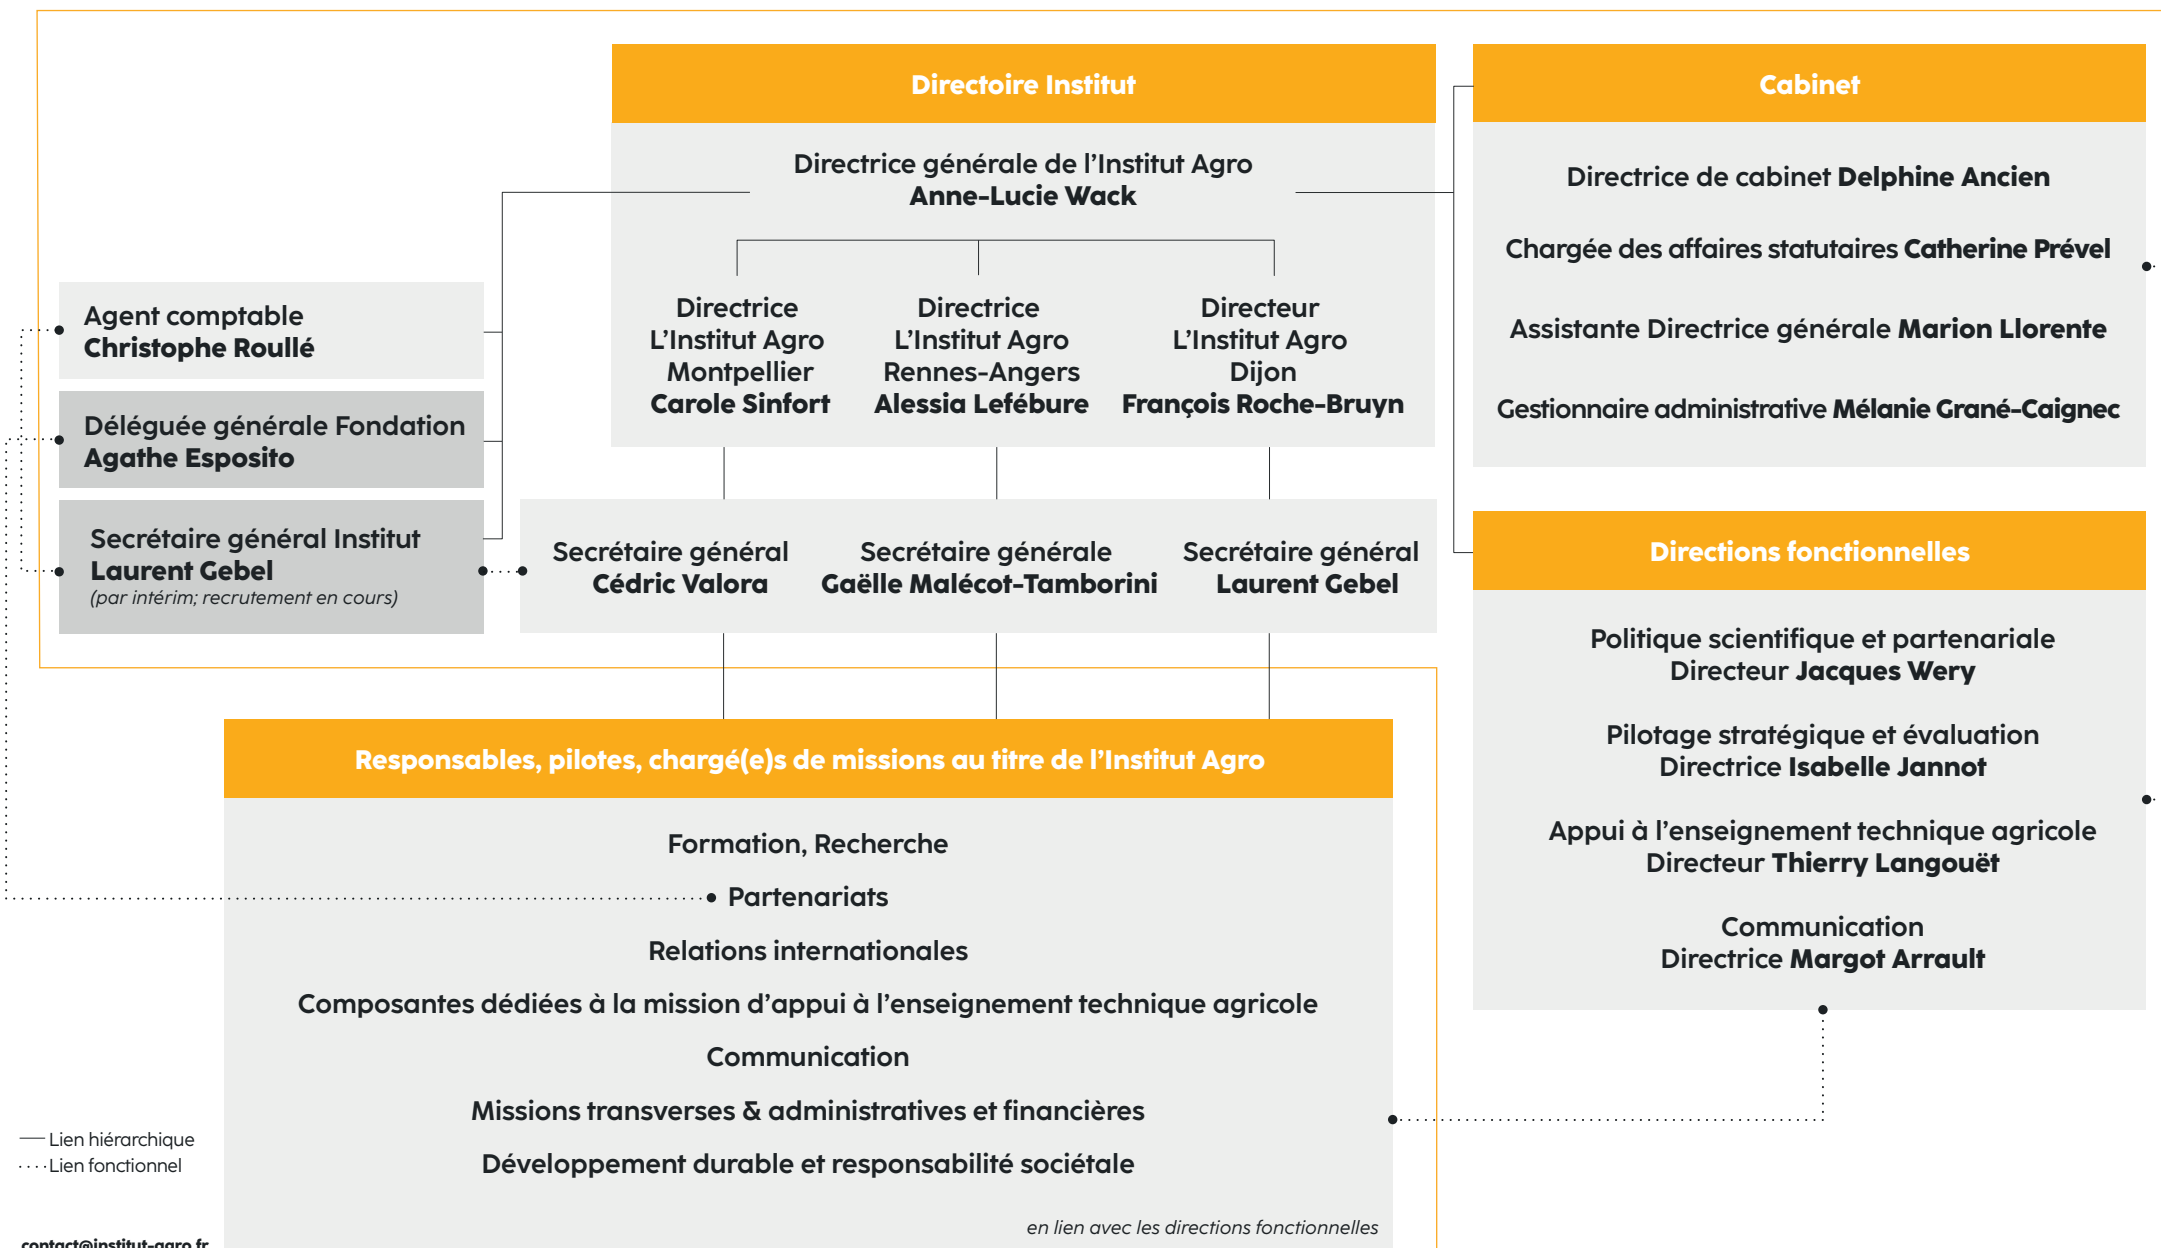 Directoire Institut
Directrice générale de l'Institut Agro
Anne-Lucie Wack
Directrice
L'Institut Agro
Montpellier
Carole Sinfort
Directrice
L'Institut Agro
Rennes-Angers
Alessia Lefébure
Directeur
L'Institut Agro
Dijon
François Roche-Bruyn
Agent comptable
Christophe Roullé
Déléguée générale Fondation
Agathe Esposito
Secrétaire général Institut
Laurent Gebel
(par intérim; recrutement en cours)
Secrétaire général
Cédric Valora
Secrétaire générale
Gaëlle Malécot-Tamborini
Secrétaire général
Laurent Gebel
Cabinet
Directrice de cabinet Delphine Ancien
Chargée des affaires statutaires Catherine Prével
Assistante Directrice générale Marion Llorente
Gestionnaire administrative Mélanie Grané-Caignec
Directions fonctionnelles
Politique scientifique et partenariale
Directeur Jacques Wery
Pilotage stratégique et évaluation
Directrice Isabelle Jannot
Appui à l'enseignement technique agricole
Directeur Thierry Langouët
Communication
Directrice Margot Arrault
Responsables, pilotes, chargé(e)s de missions au titre de l'Institut Agro
Formation, Recherche
Partenariats
Relations internationales
Composantes dédiées à la mission d'appui à l'enseignement technique agricole
Communication
Missions transverses & administratives et financières
Développement durable et responsabilité sociétale
en lien avec les directions fonctionnelles
Lien hiérarchique
Lien fonctionnel
contact@institut-agro.fr